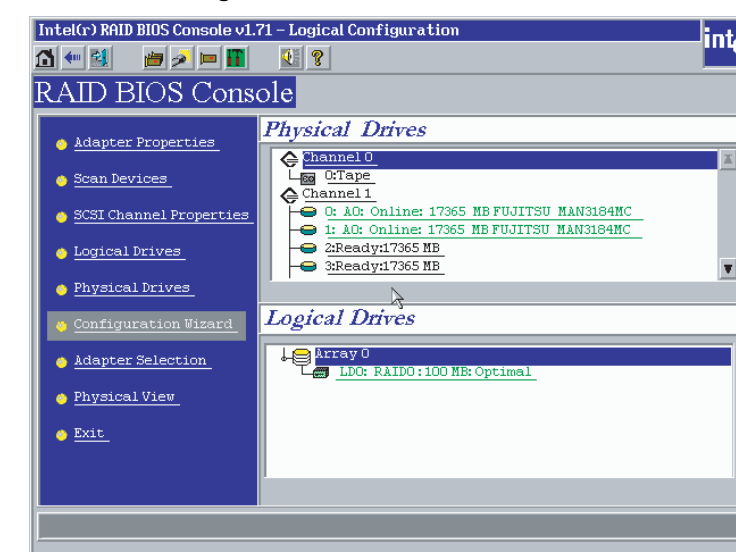 Intel(r) RAID BIOS Console v1.71 – Logical Configuration
RAID BIOS Console
Adapter Properties
Scan Devices
SCSI Channel Properties
Logical Drives
Physical Drives
Configuration Wizard
Adapter Selection
Physical View
Exit
Physical Drives
Channel 0
0:Tape
Channel 1
0: A0: Online: 17365 MB FUJITSU MAN3184MC
1: A0: Online: 17365 MB FUJITSU MAN3184MC
2:Ready:17365 MB
3:Ready:17365 MB
Logical Drives
Array 0
LD0: RAID0 : 100 MB: Optimal